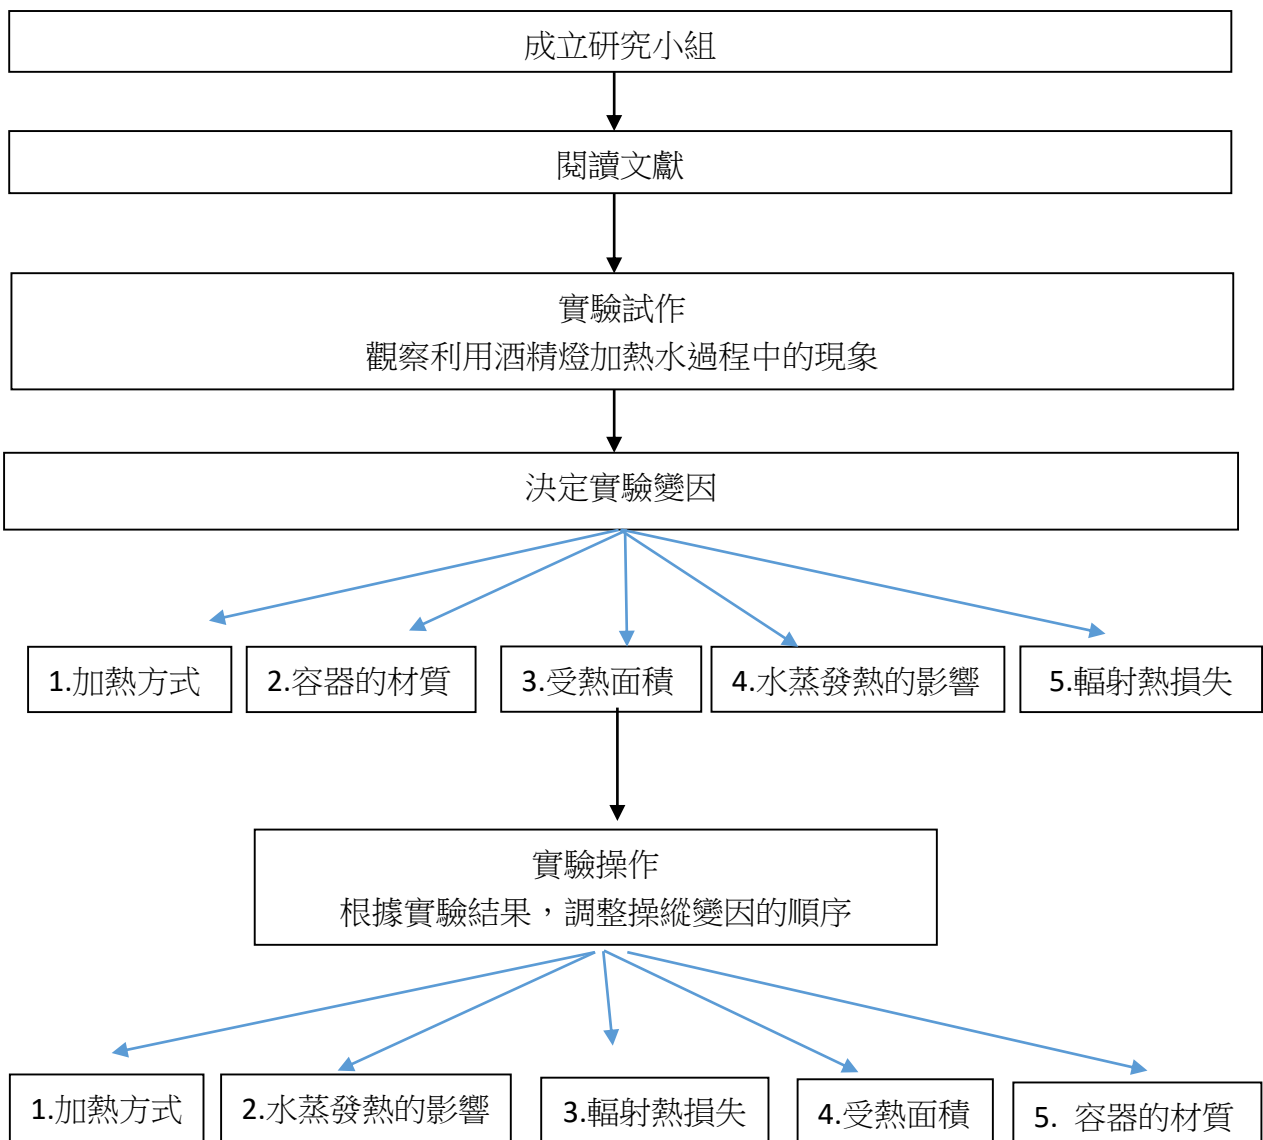 成立研究小組
閱讀文獻
實驗試作
觀察利用酒精燈加熱水過程中的現象
決定實驗變因
1.加熱方式
2.容器的材質
3.受熱面積
4.水蒸發熱的影響
5.輻射熱損失
實驗操作
根據實驗結果，調整操縱變因的順序
1.加熱方式
2.水蒸發熱的影響
3.輻射熱損失
4.受熱面積
5. 容器的材質